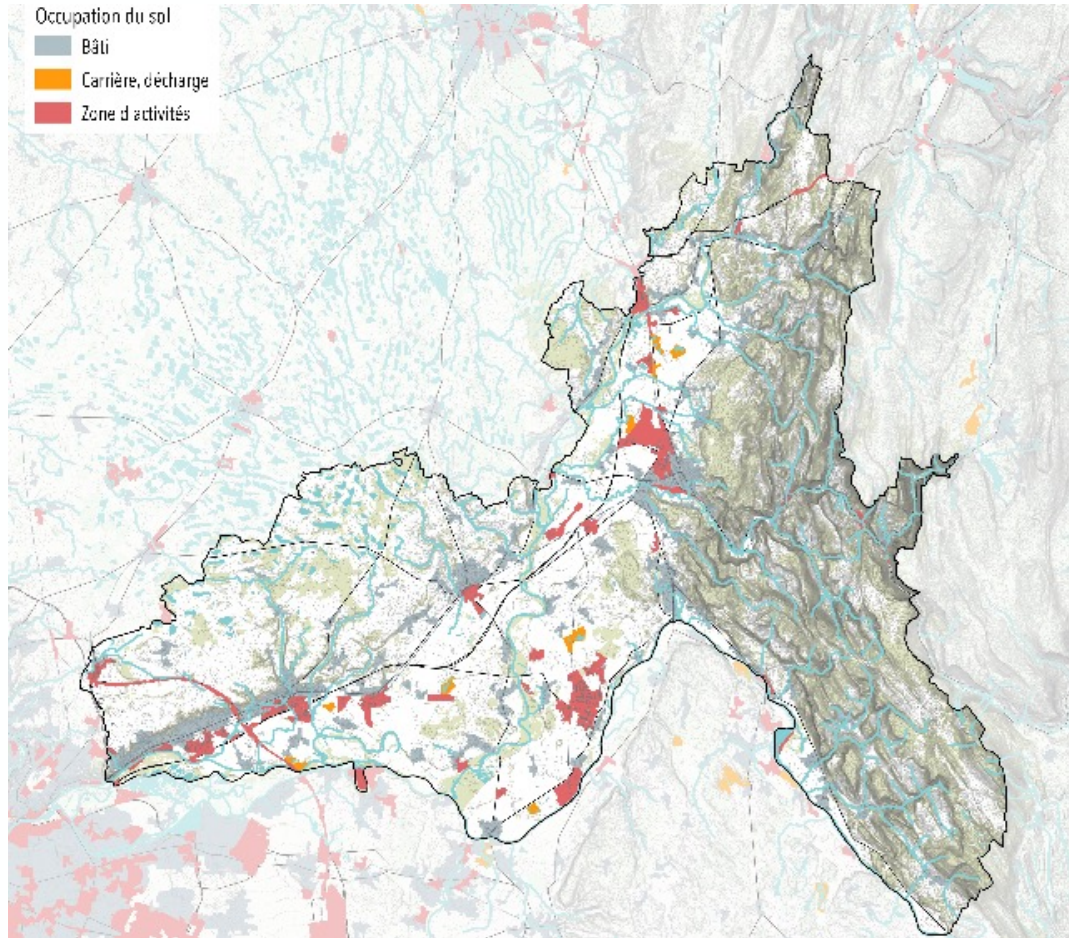 Occupation du sol
Bâti
Carrière, décharge
Zone d'activités